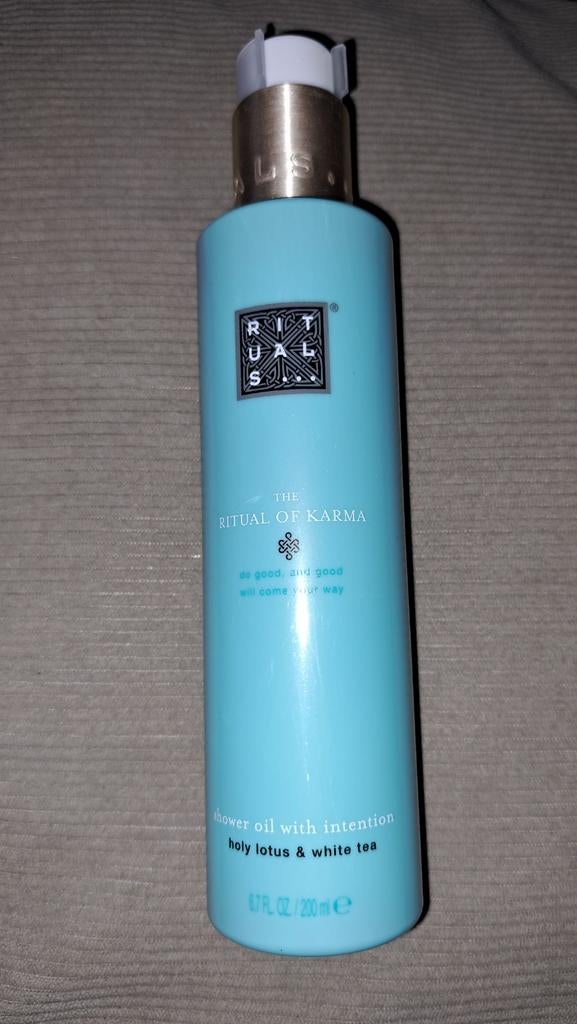 ALS.
RIT
UAL
S...
®
THE
RITUAL OF KARMA
do good, and good
will come your way
shower oil with intention
holy lotus & white tea
6.7 FL. OZ. / 200 ml ℮